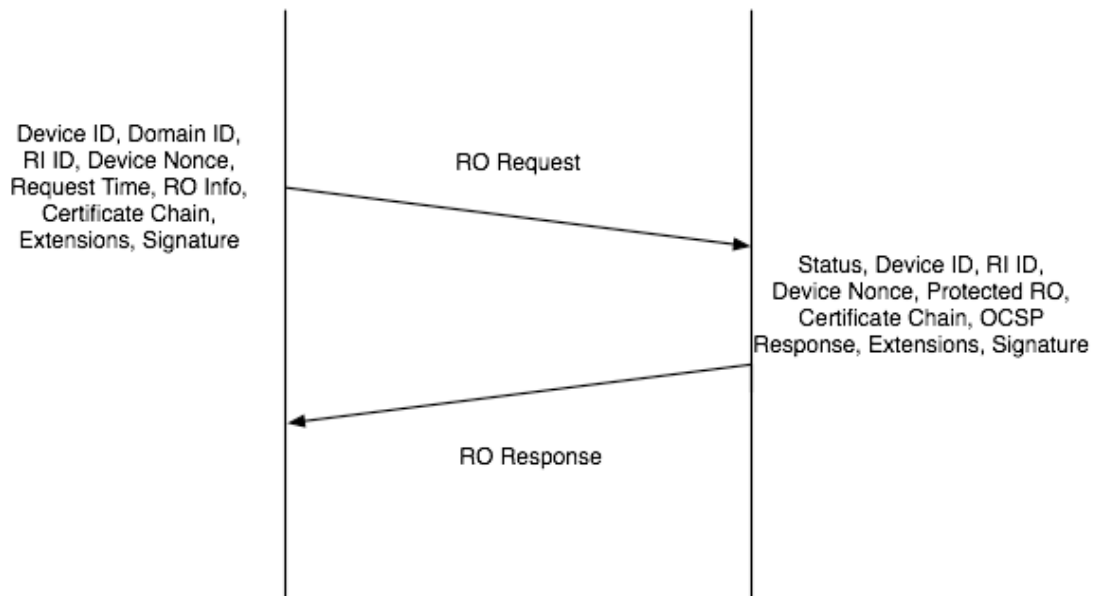 Device ID, Domain ID,
RI ID, Device Nonce,
Request Time, RO Info,
Certificate Chain,
Extensions, Signature
RO Request
Status, Device ID, RI ID,
Device Nonce, Protected RO,
Certificate Chain, OCSP
Response, Extensions, Signature
RO Response